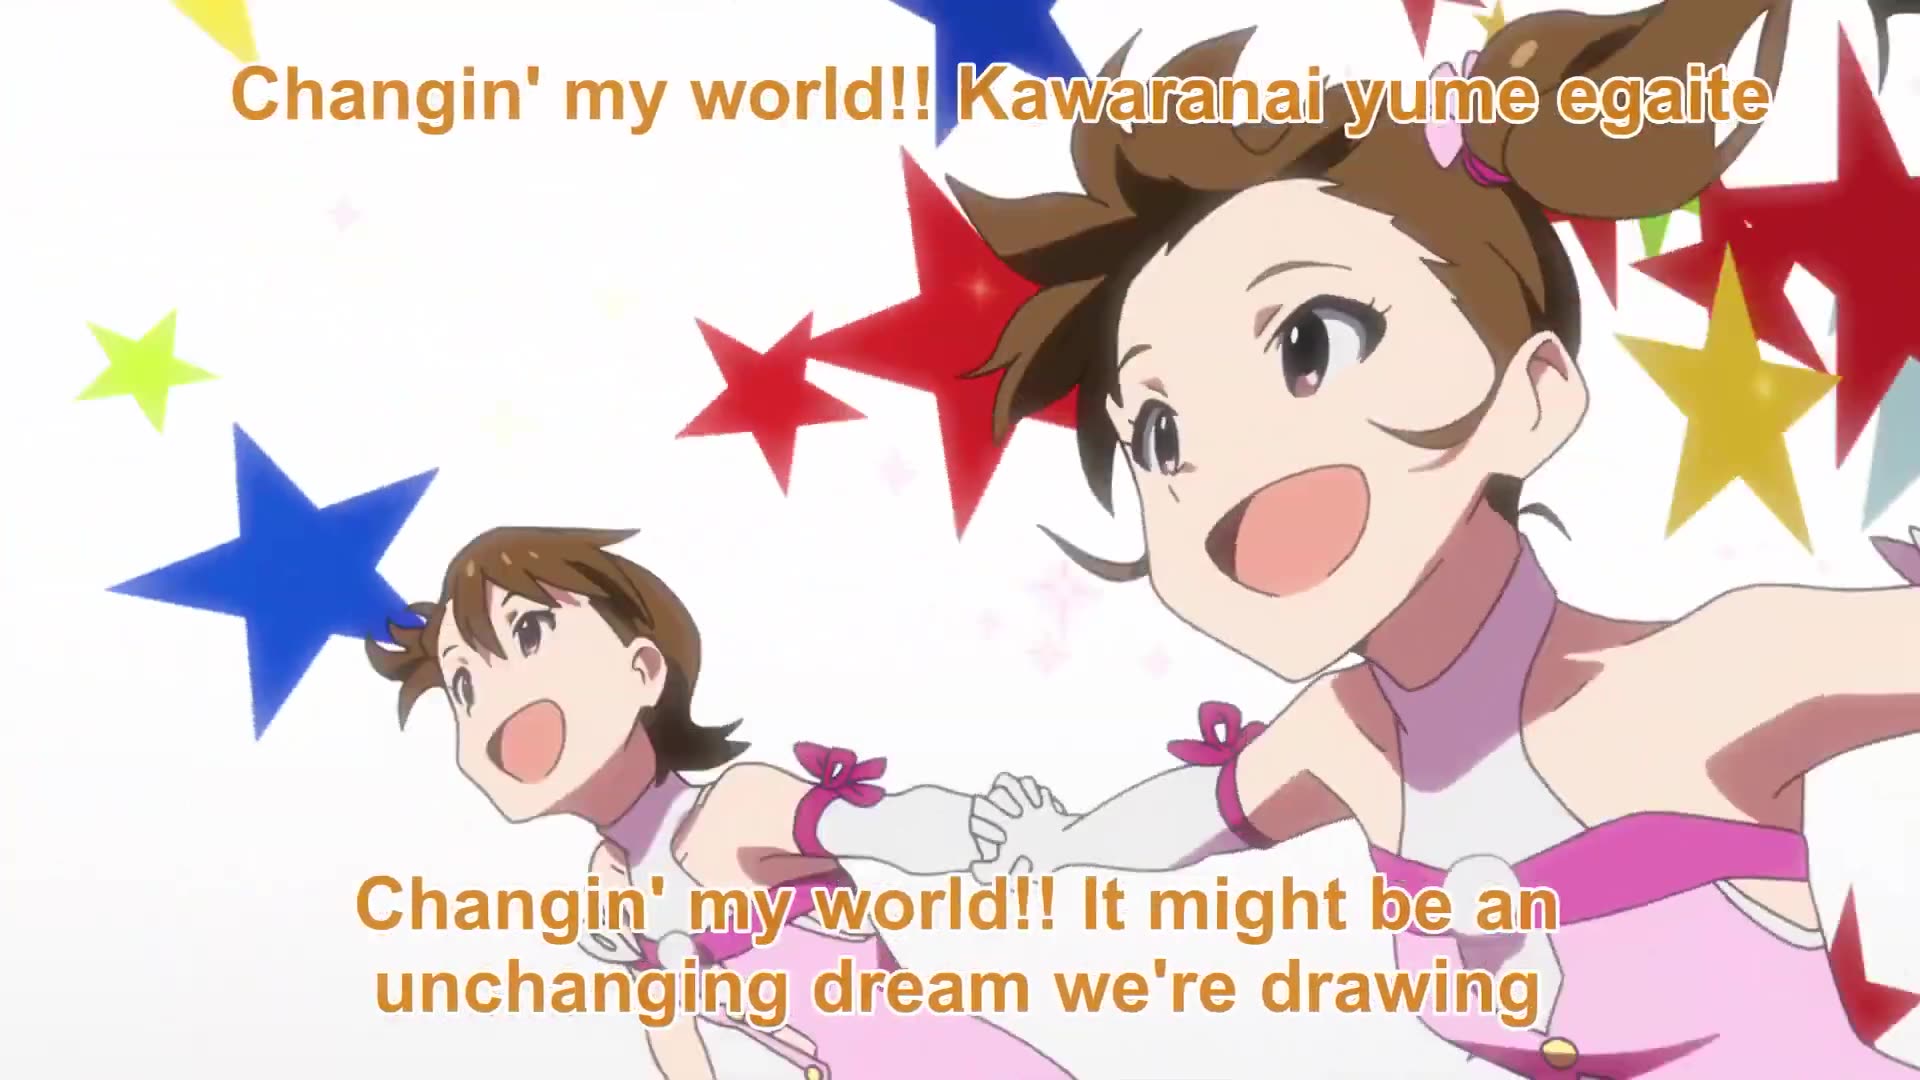 Changin' my world!! Kawaranai yume egaite
Changin' my world!! It might be an
unchanging dream we're drawing